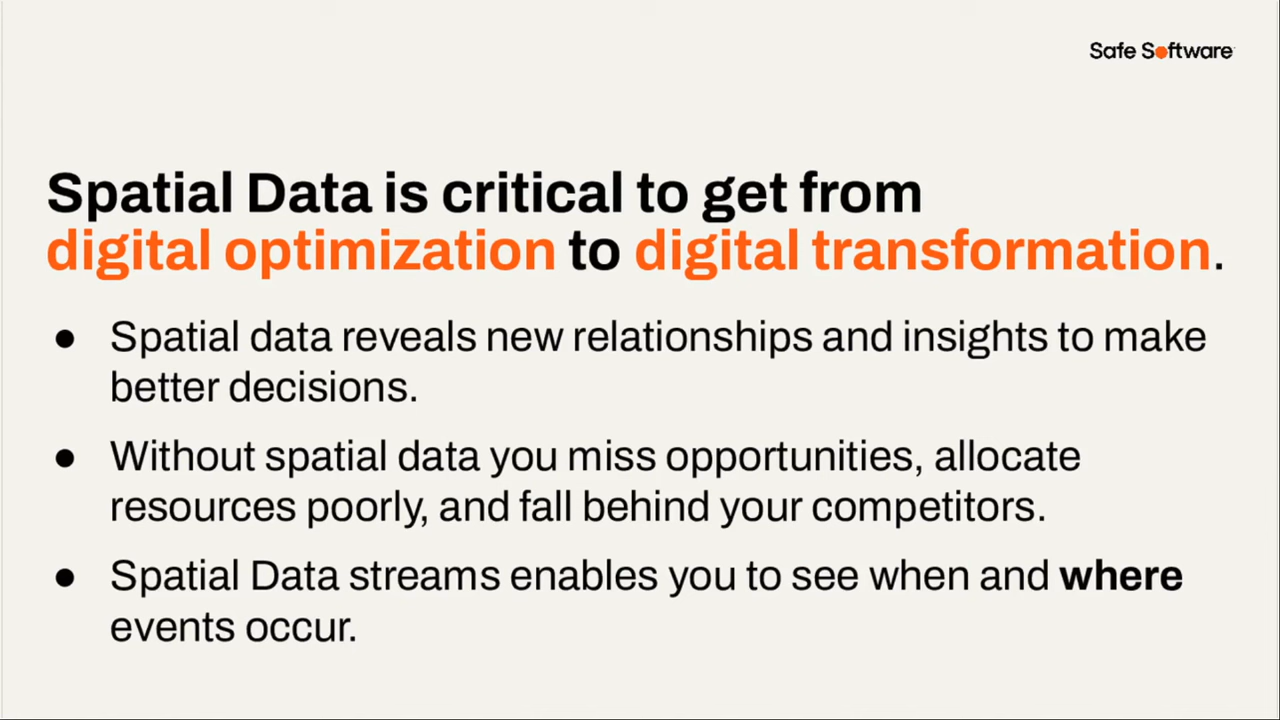 Safe Software
Spatial Data is critical to get from
digital optimization to digital transformation.
● Spatial data reveals new relationships and insights to make
better decisions.
● Without spatial data you miss opportunities, allocate
resources poorly, and fall behind your competitors.
● Spatial Data streams enables you to see when and where
events occur.